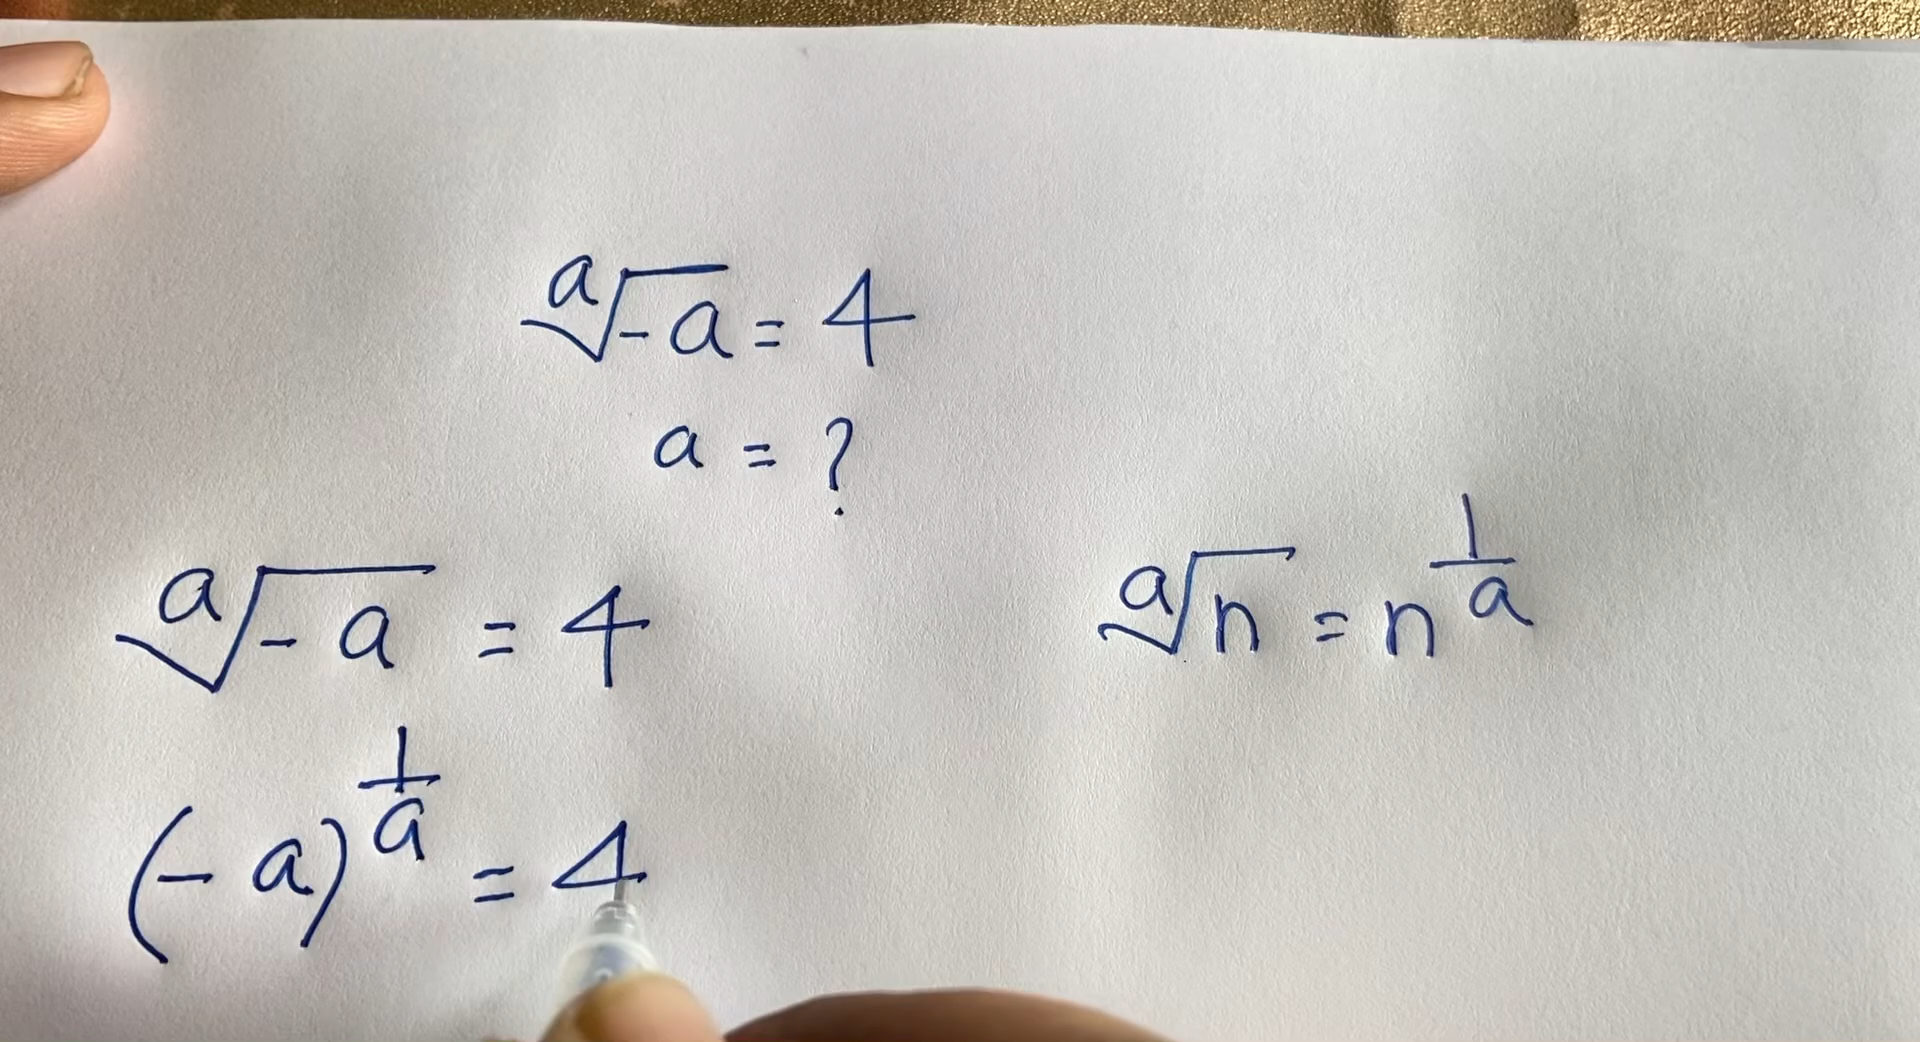 ᵃ√-a = 4
a = ?
ᵃ√-a = 4
ᵃ√n = n^(1/a)
(-a)^(1/a) = 4